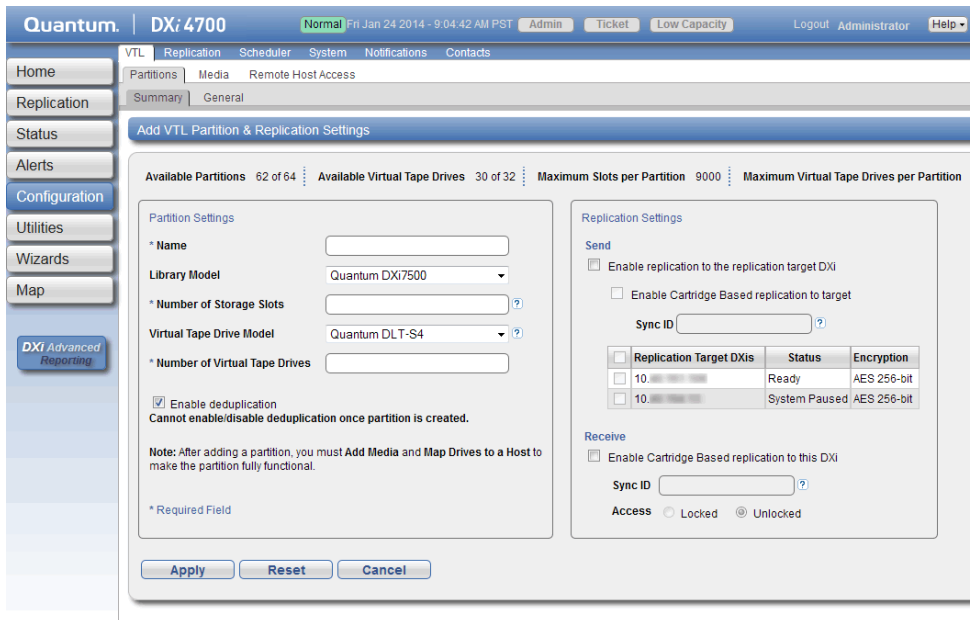 Quantum. DXi 4700 Normal Fri Jan 24 2014 - 9:04:42 AM PST Admin Ticket Low Capacity Logout Administrator Help
VTL Replication Scheduler System Notifications Contacts
Partitions Media Remote Host Access
Summary General
Home
Replication
Status
Alerts
Configuration
Utilities
Wizards
Map
DXi Advanced
Reporting
Add VTL Partition & Replication Settings
Available Partitions 62 of 64 Available Virtual Tape Drives 30 of 32 Maximum Slots per Partition 9000 Maximum Virtual Tape Drives per Partition
Partition Settings
* Name
Library Model Quantum DXi7500
* Number of Storage Slots ?
Virtual Tape Drive Model Quantum DLT-S4 ?
* Number of Virtual Tape Drives
Enable deduplication
Cannot enable/disable deduplication once partition is created.
Note: After adding a partition, you must Add Media and Map Drives to a Host to
make the partition fully functional.
* Required Field
Replication Settings
Send
Enable replication to the replication target DXi
Enable Cartridge Based replication to target
Sync ID ?
Replication Target DXis Status Encryption
10. Ready AES 256-bit
10. System Paused AES 256-bit
Receive
Enable Cartridge Based replication to this DXi
Sync ID ?
Access Locked Unlocked
Apply Reset Cancel